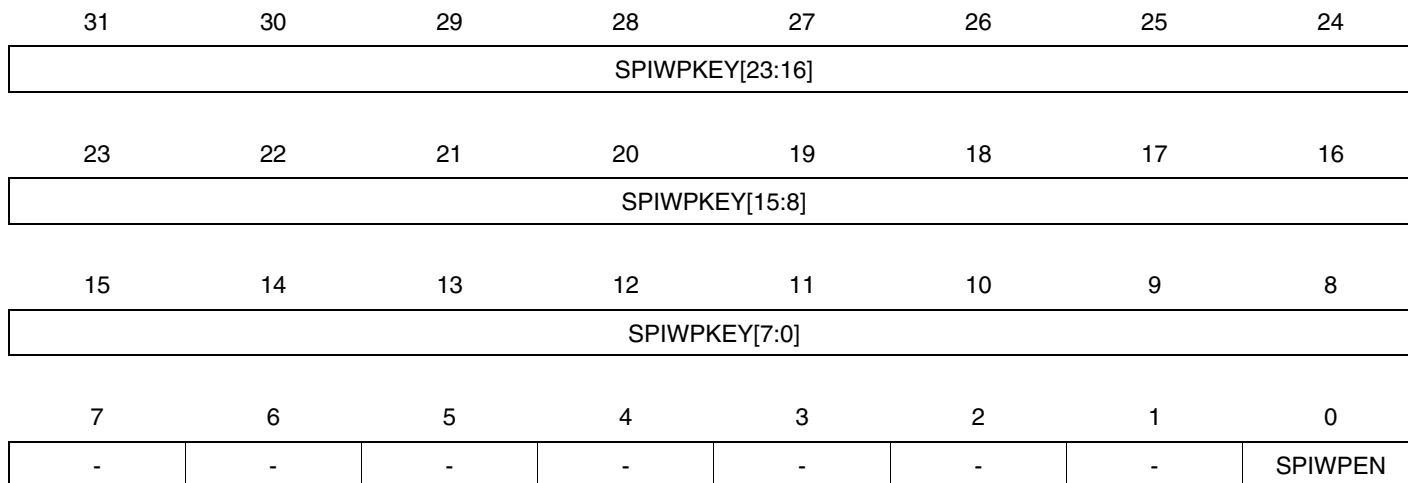 31 30 29 28 27 26 25 24
SPIWPKEY[23:16]
23 22 21 20 19 18 17 16
SPIWPKEY[15:8]
15 14 13 12 11 10 9 8
SPIWPKEY[7:0]
7 6 5 4 3 2 1 0
- - - - - - - SPIWPEN